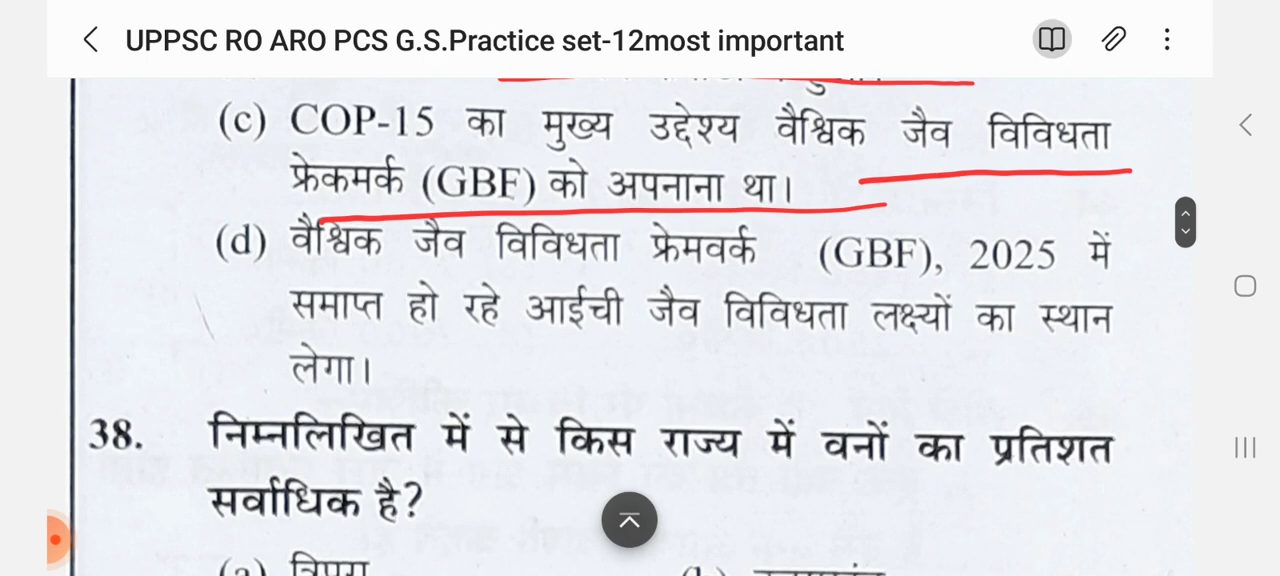 UPPSC RO ARO PCS G.S.Practice set-12most important
(c) COP-15 का मुख्य उद्देश्य वैश्विक जैव विविधता
फ्रेकमर्क (GBF) को अपनाना था।
(d) वैश्विक जैव विविधता फ्रेमवर्क (GBF), 2025 में
समाप्त हो रहे आईची जैव विविधता लक्ष्यों का स्थान
लेगा।
38. निम्नलिखित में से किस राज्य में वनों का प्रतिशत
सर्वाधिक है?
(a) त्रिपुरा